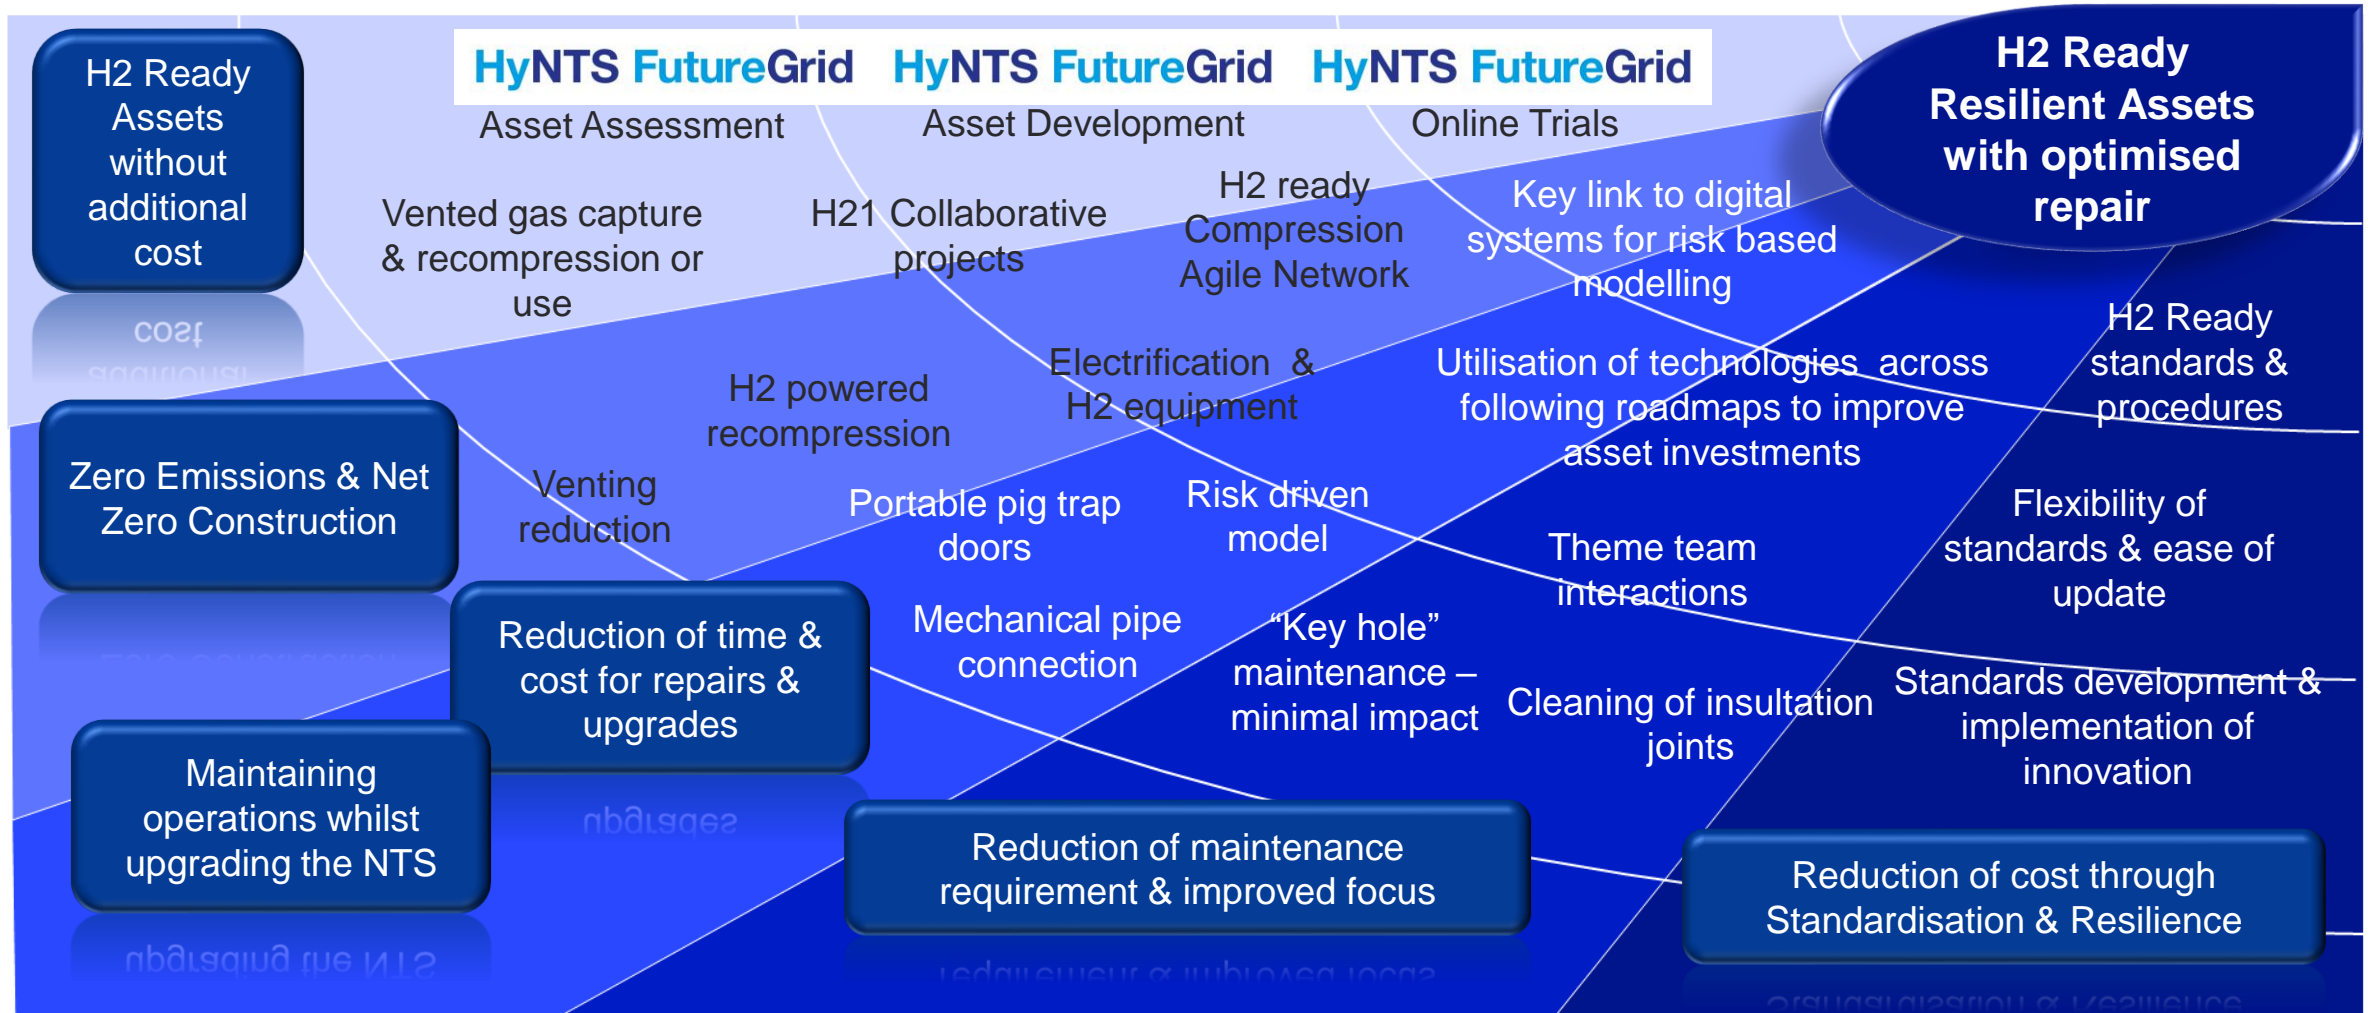 H2 Ready
Assets
without
additional
cost
HyNTS FutureGrid
Asset Assessment
HyNTS FutureGrid
Asset Development
HyNTS FutureGrid
Online Trials
H2 Ready
Resilient Assets
with optimised
repair
Vented gas capture
& recompression or
use
H21 Collaborative
projects
H2 ready
Compression
Agile Network
Key link to digital
systems for risk based
modelling
Zero Emissions & Net
Zero Construction
Venting
reduction
H2 powered
recompression
Electrification &
H2 equipment
Utilisation of technologies across
following roadmaps to improve
asset investments
H2 Ready
standards &
procedures
Portable pig trap
doors
Risk driven
model
Theme team
interactions
Flexibility of
standards & ease of
update
Reduction of time &
cost for repairs &
upgrades
Mechanical pipe
connection
“Key hole”
maintenance –
minimal impact
Cleaning of insultation
joints
Standards development &
implementation of
innovation
Maintaining
operations whilst
upgrading the NTS
Reduction of maintenance
requirement & improved focus
Reduction of cost through
Standardisation & Resilience